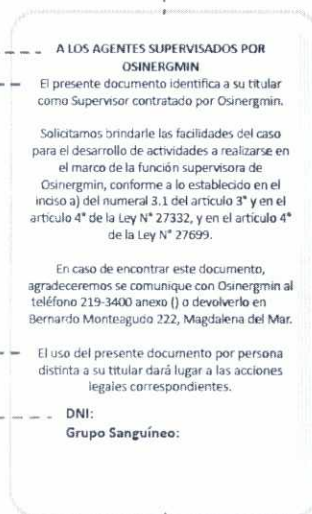 A LOS AGENTES SUPERVISADOS POR
OSINERGMIN
El presente documento identifica a su titular
como Supervisor contratado por Osinergmin.
Solicitamos brindarle las facilidades del caso
para el desarrollo de actividades a realizarse en
el marco de la función supervisora de
Osinergmin, conforme a lo establecido en el
inciso a) del numeral 3.1 del artículo 3° y en el
artículo 4° de la Ley N° 27332, y en el artículo 4°
de la Ley N° 27699.
En caso de encontrar este documento,
agradeceremos se comunique con Osinergmin al
teléfono 219-3400 anexo () o devolverlo en
Bernardo Monteagudo 222, Magdalena del Mar.
El uso del presente documento por persona
distinta a su titular dará lugar a las acciones
legales correspondientes.
DNI:
Grupo Sanguíneo: